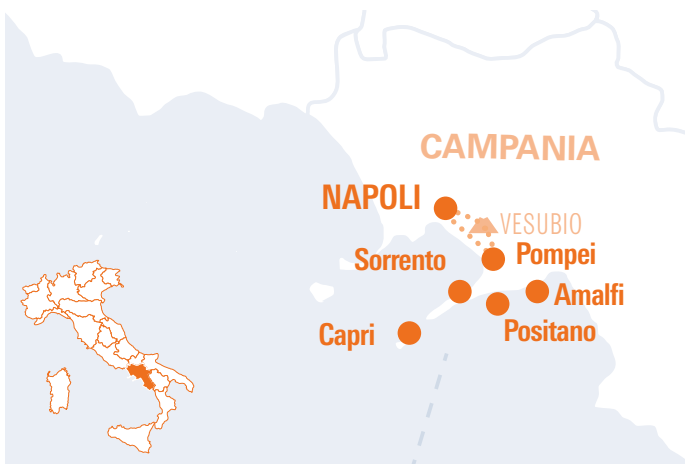 CAMPANIA
NAPOLI
VESUBIO
Pompei
Sorrento
Amalfi
Positano
Capri